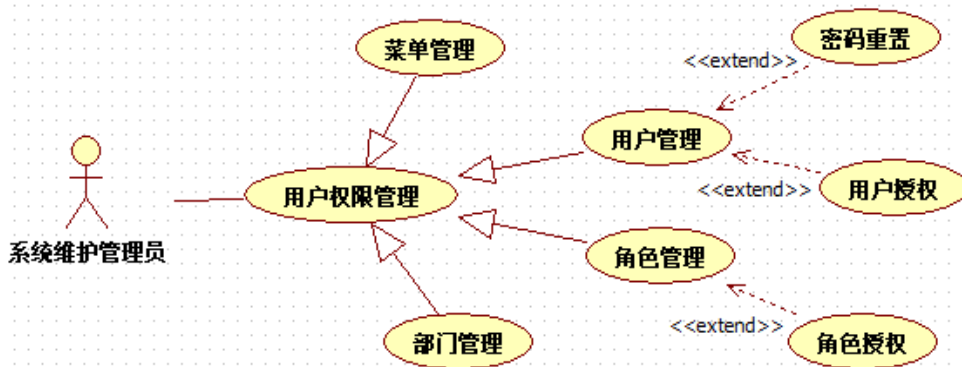 密码重置
菜单管理
<<extend>>
用户管理
<<extend>>
用户授权
用户权限管理
系统维护管理员
角色管理
<<extend>>
部门管理
角色授权